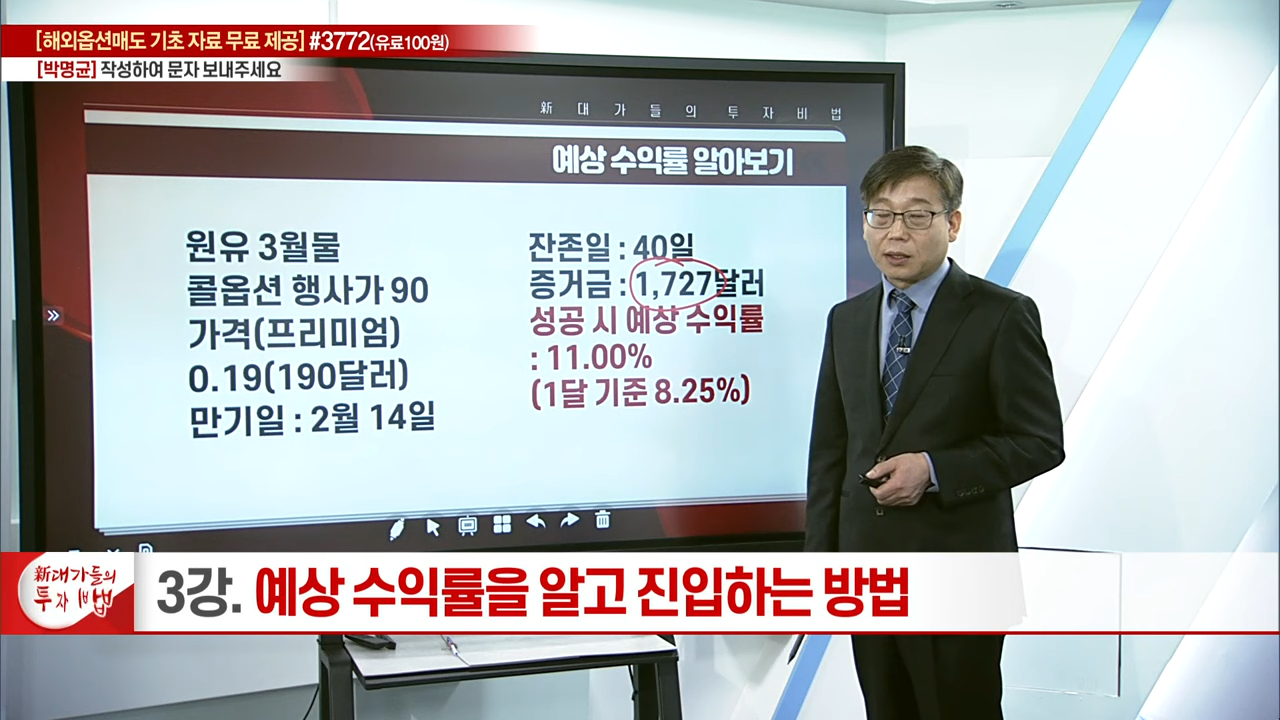 [해외옵션매도 기초 자료 무료 제공] #3772(유료100원)
[박명균] 작성하여 문자 보내주세요
新 대 가 들 의 투 자 비 법
예상 수익률 알아보기
원유 3월물
콜옵션 행사가 90
가격(프리미엄)
0.19(190달러)
만기일 : 2월 14일
잔존일 : 40일
증거금 : 1,727달러
성공 시 예상 수익률
: 11.00%
(1달 기준 8.25%)
新대가들의
투자 비법
3강. 예상 수익률을 알고 진입하는 방법